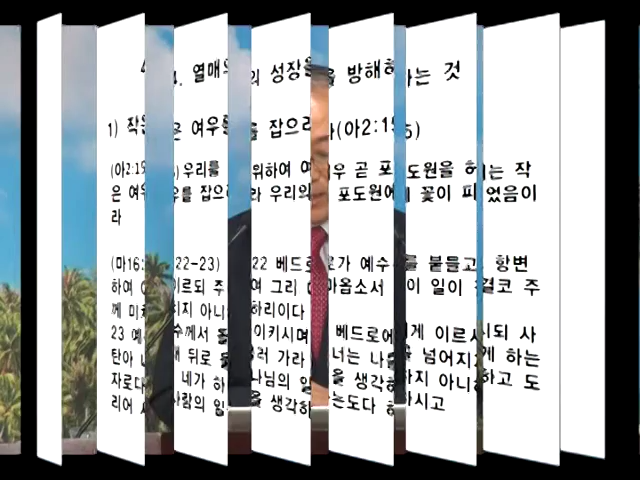 4. 열매의 성장을 방해하는 것
1) 작은 여우를 잡으라(아2:15)
(아2:15) 우리를 위하여 여우 곧 포도원을 허는 작
은 여우를 잡으라 우리의 포도원에 꽃이 피었음이
라
(마16:22-23) 22 베드로가 예수를 붙들고 항변
하여 이르되 주여 그리 마옵소서 이 일이 결코 주
께 미치지 아니하리이다
23 예수께서 돌이키시며 베드로에게 이르시되 사
탄아 내 뒤로 물러 가라 너는 나를 넘어지게 하는
자로다 네가 하나님의 일을 생각하지 아니하고 도
리어 사람의 일을 생각하는도다 하시고